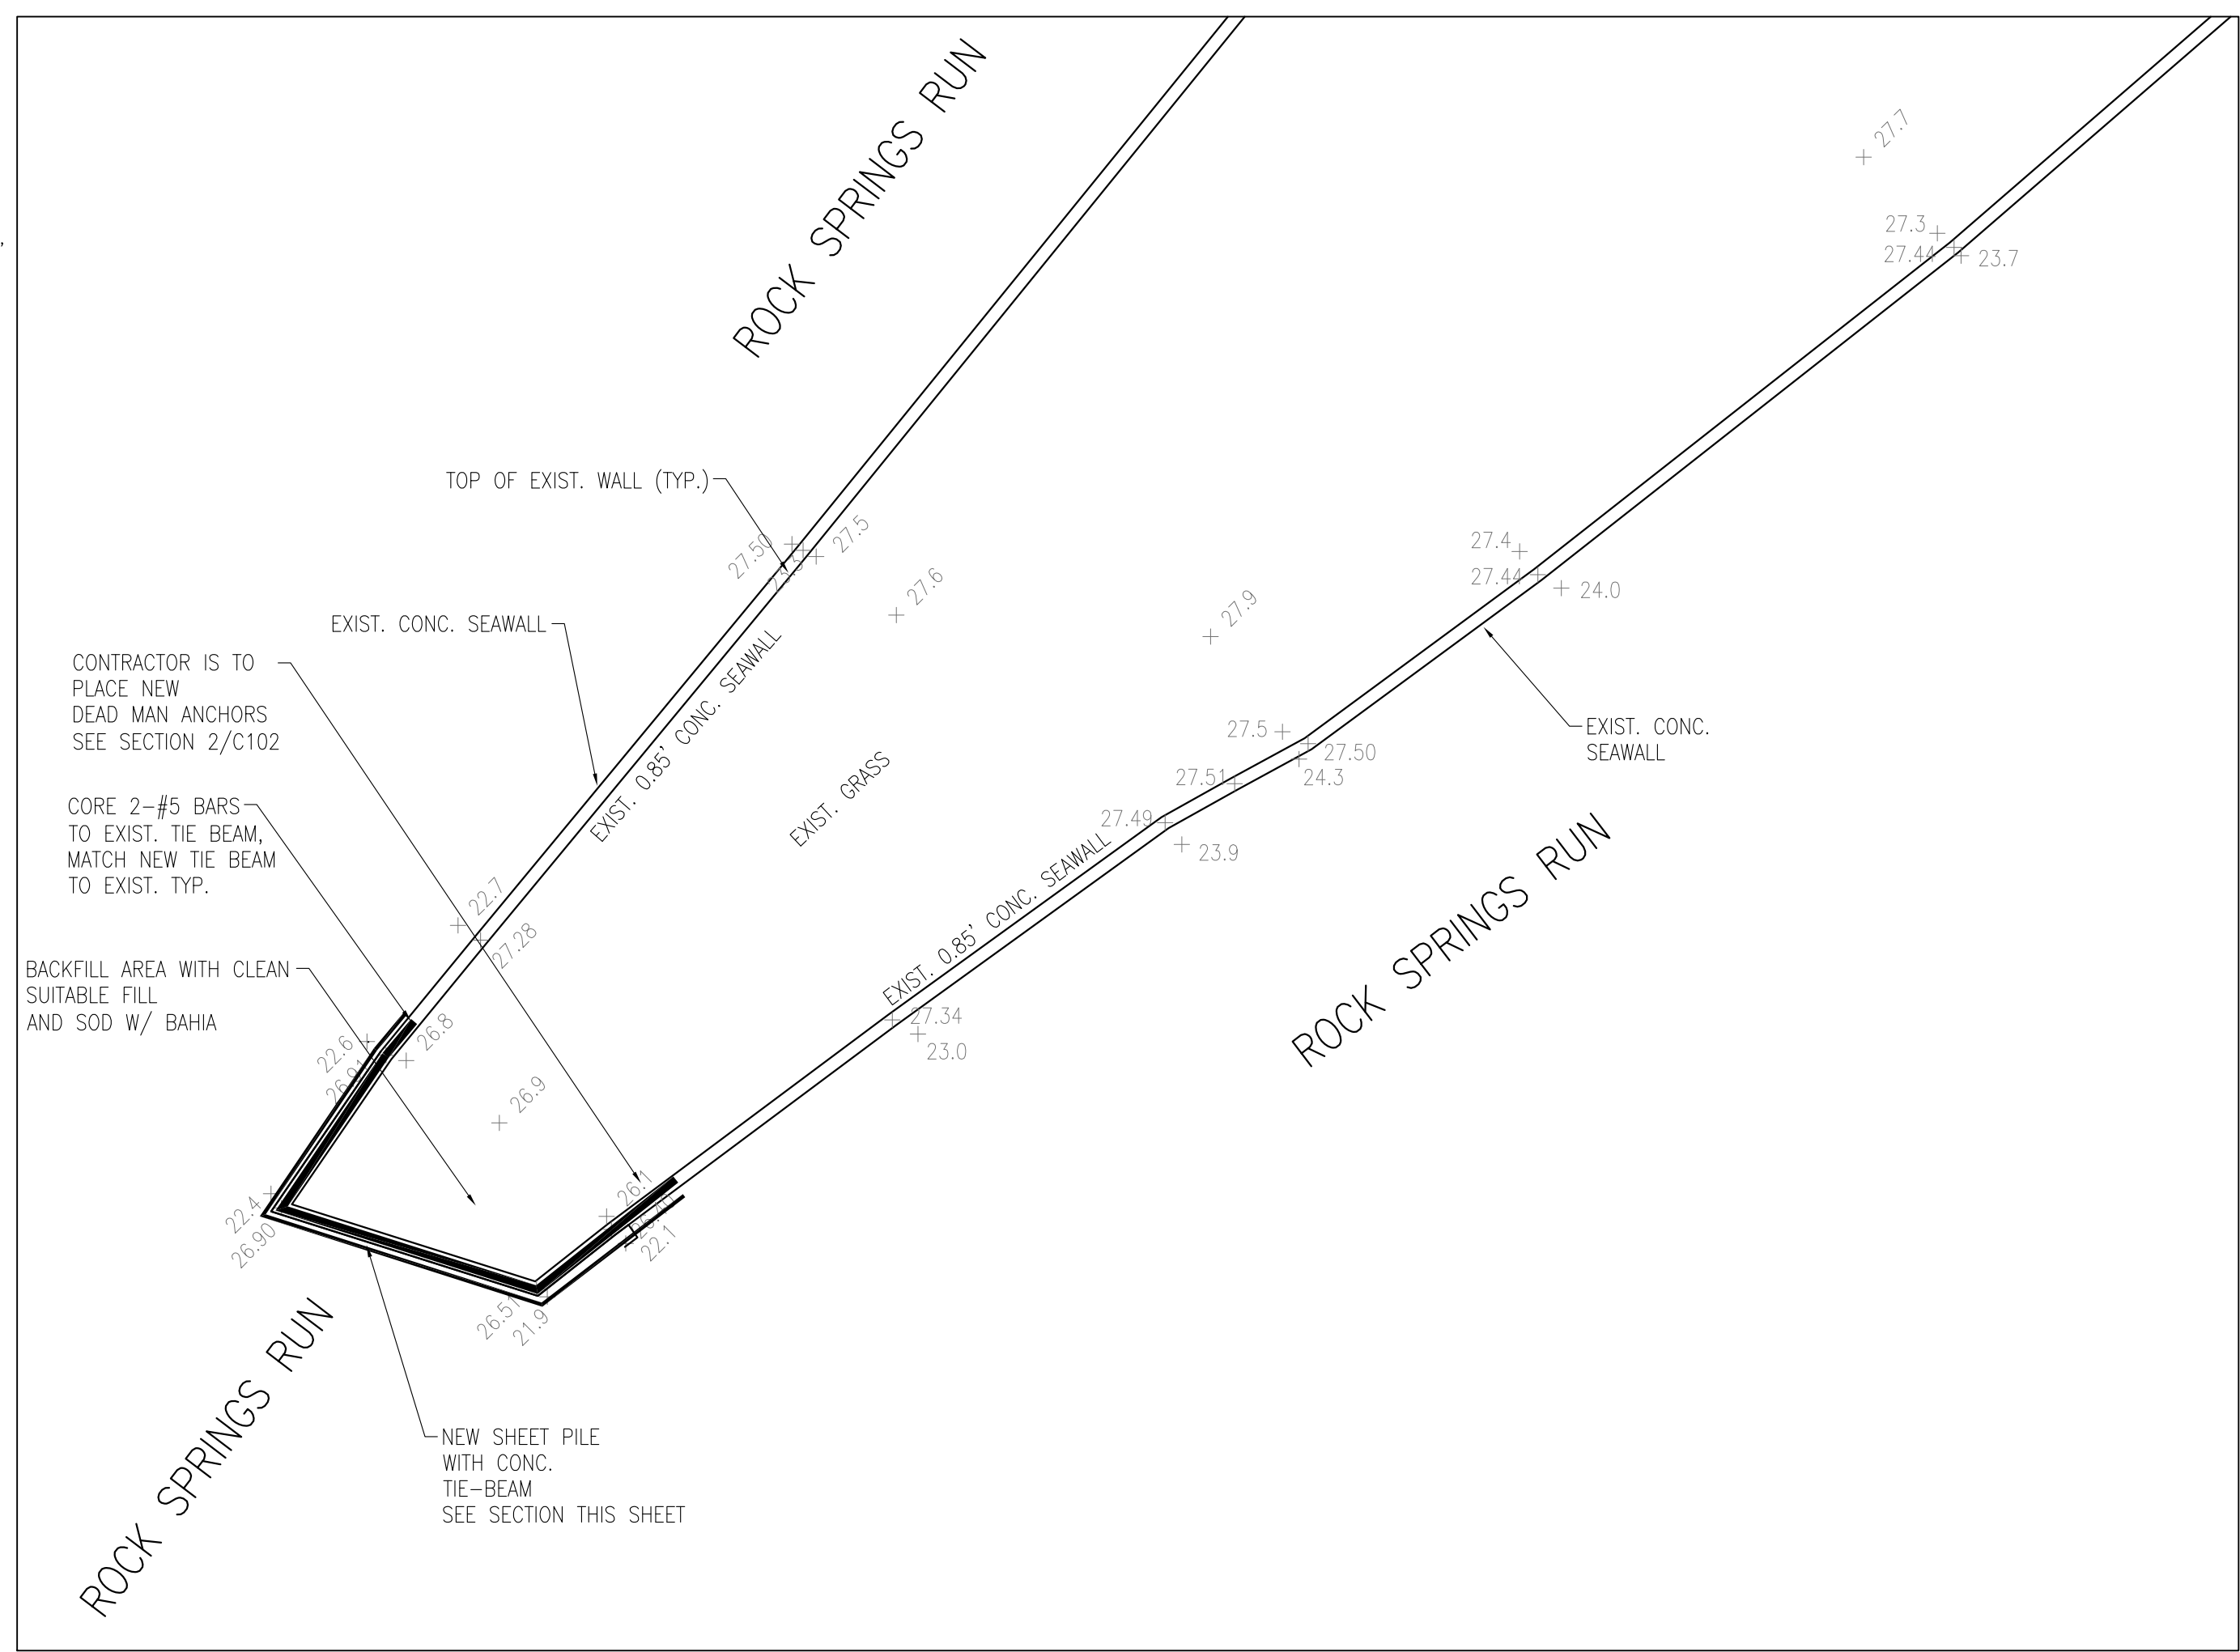 ROCK SPRINGS RUN
27.7
27.3
27.44
23.7
TOP OF EXIST. WALL (TYP.)
27.50
27.5
27.6
27.9
27.4
27.44
24.0
EXIST. CONC. SEAWALL
CONTRACTOR IS TO
PLACE NEW
DEAD MAN ANCHORS
SEE SECTION 2/C102
EXIST. 0.85' CONC. SEAWALL
EXIST. GRASS
27.5
27.50
24.3
27.51
27.49
23.9
EXIST. CONC.
SEAWALL
CORE 2-#5 BARS
TO EXIST. TIE BEAM,
MATCH NEW TIE BEAM
TO EXIST. TYP.
22.7
27.28
EXIST. 0.85' CONC. SEAWALL
ROCK SPRINGS RUN
BACKFILL AREA WITH CLEAN
SUITABLE FILL
AND SOD W/ BAHIA
27.34
23.0
22.6
26.8
26.91
26.9
26.1
22.1
22.4
26.90
26.51
21.9
ROCK SPRINGS RUN
NEW SHEET PILE
WITH CONC.
TIE-BEAM
SEE SECTION THIS SHEET